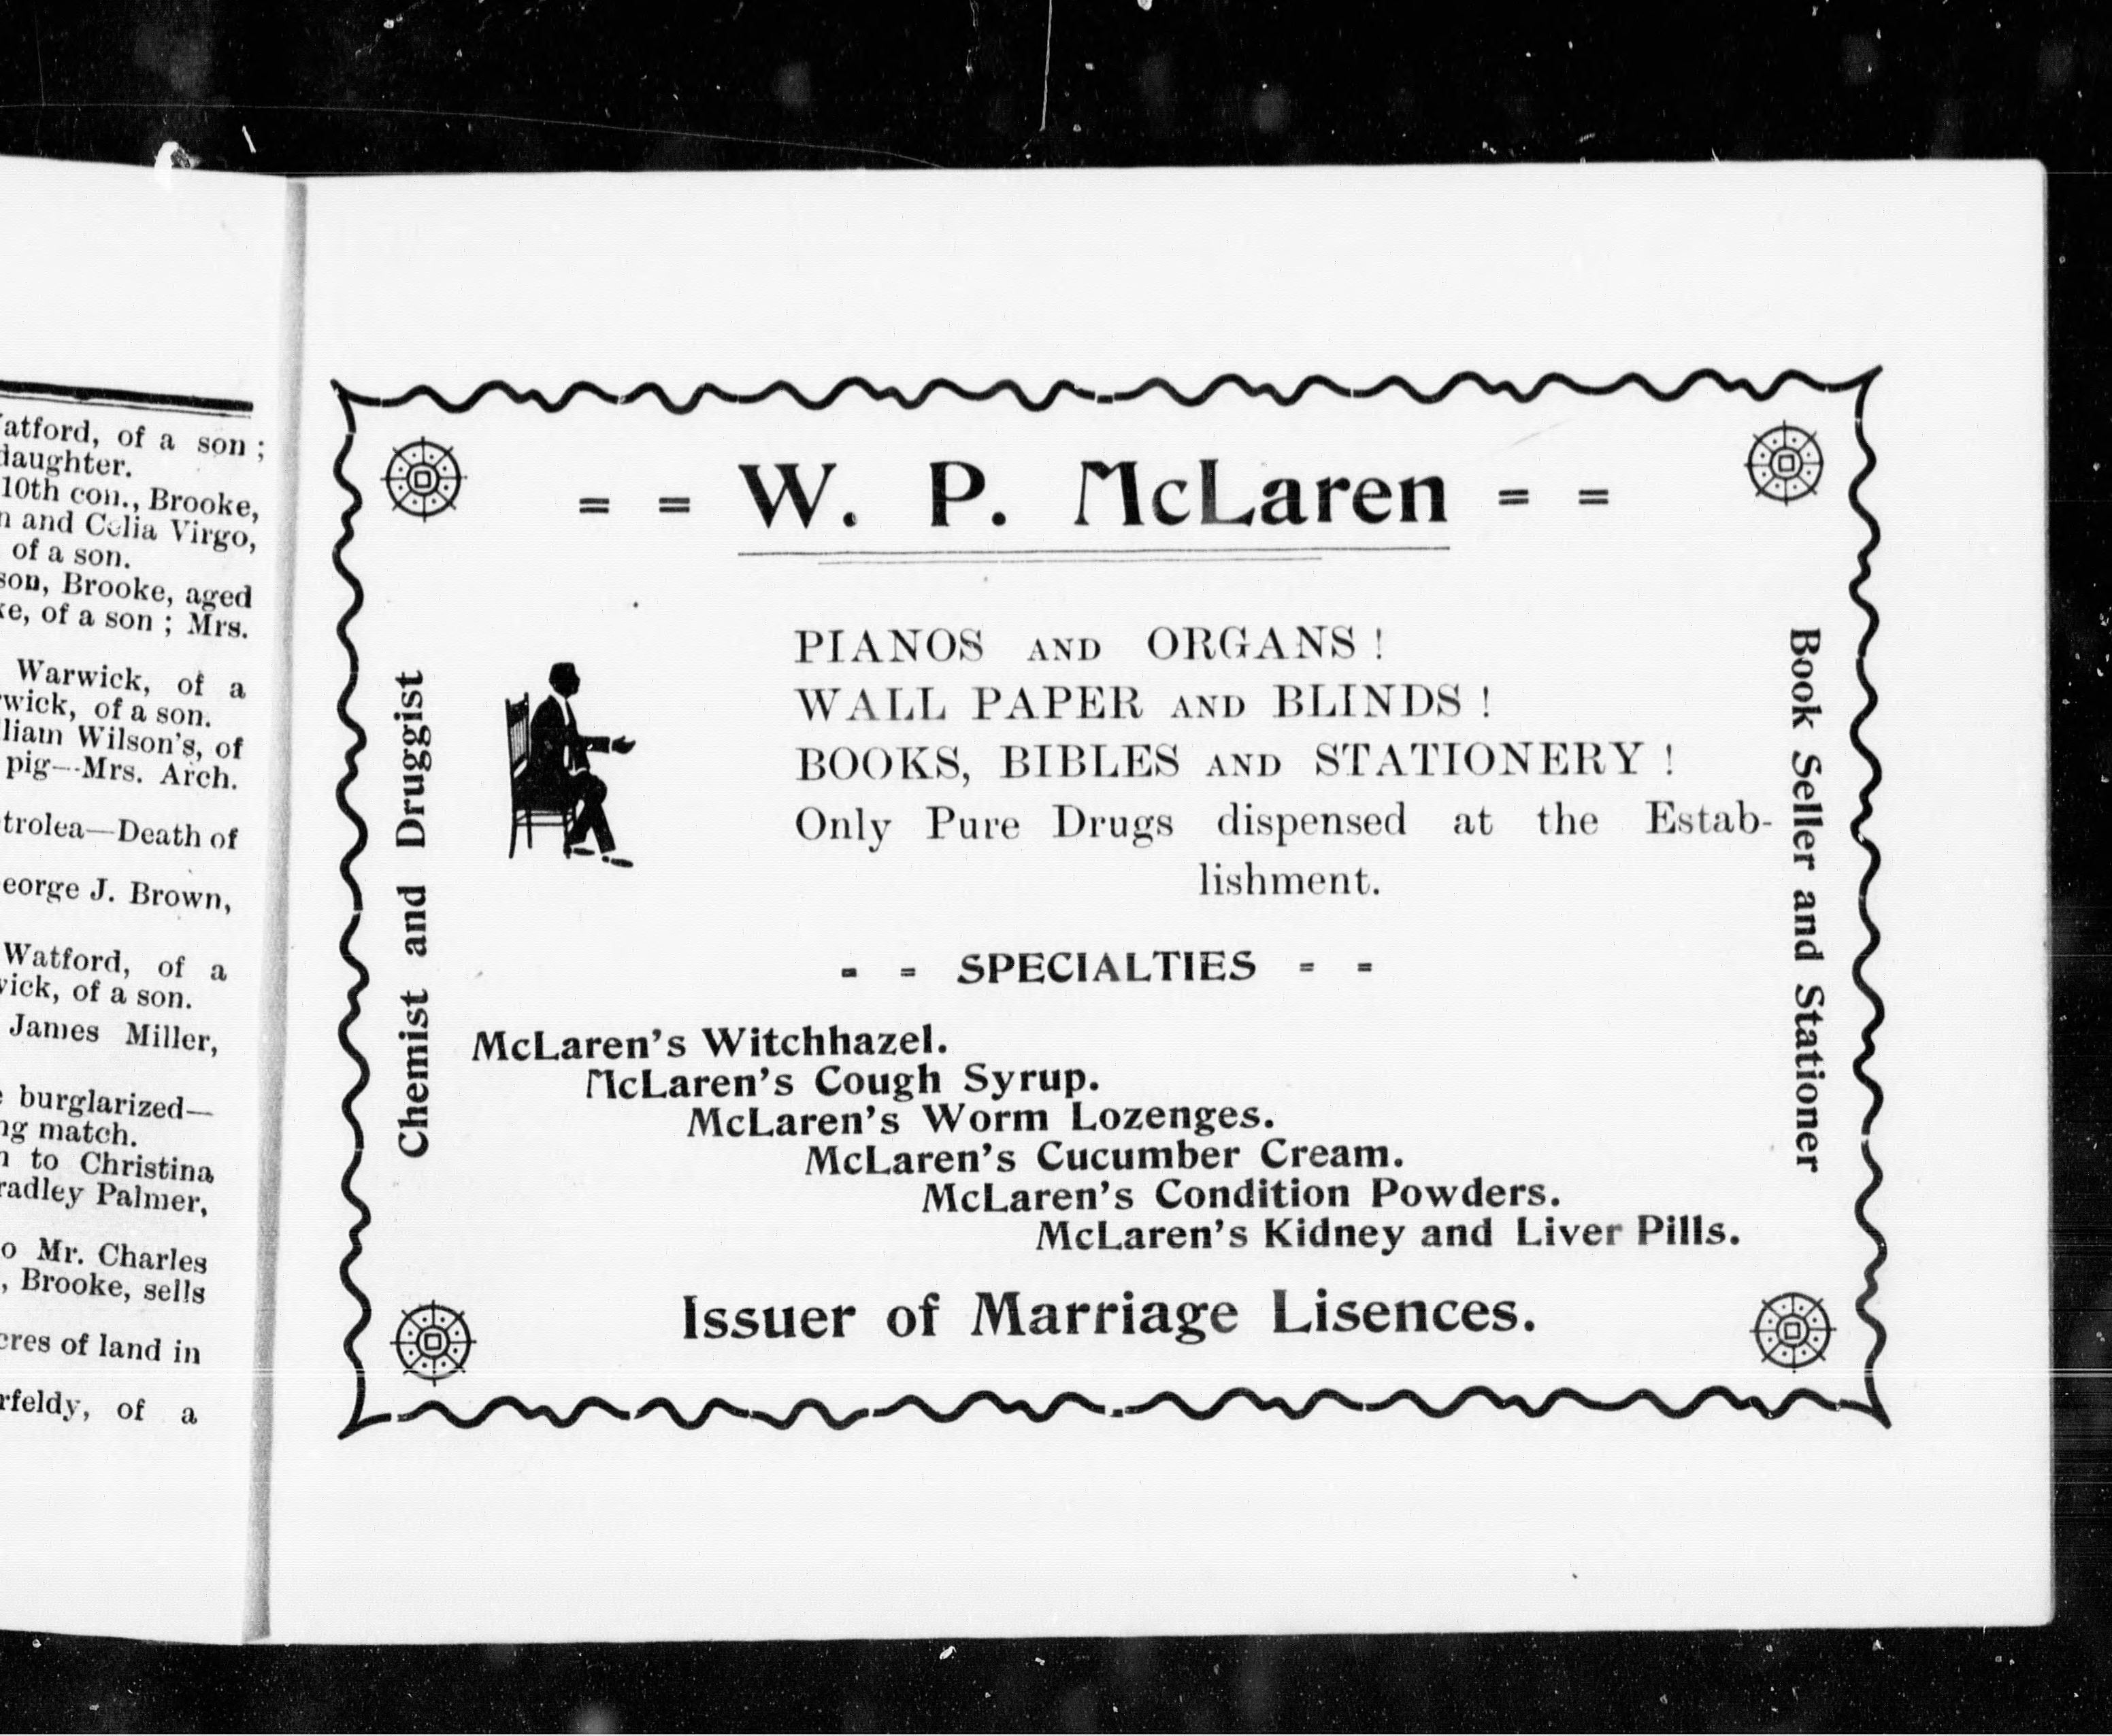 atford, of a son ;
daughter.
10th con., Brooke,
and Celia Virgo,
of a son.
son, Brooke, aged
of a son ; Mrs.
Warwick, of a
wick, of a son.
liam Wilson's, of
pig—Mrs. Arch.
trolea—Death of
eorge J. Brown,
Watford, of a
wick, of a son.
James Miller,
burglarized—
ng match.
to Christina
radley Palmer,
o Mr. Charles
, Brooke, sells
cres of land in
rfeldy, of a
= = W. P. McLaren = =
Chemist and Druggist
PIANOS AND ORGANS !
WALL PAPER AND BLINDS !
BOOKS, BIBLES AND STATIONERY !
Only Pure Drugs dispensed at the Estab-
lishment.
Book Seller and Stationer
- = SPECIALTIES = =
McLaren's Witchhazel.
McLaren's Cough Syrup.
McLaren's Worm Lozenges.
McLaren's Cucumber Cream.
McLaren's Condition Powders.
McLaren's Kidney and Liver Pills.
Issuer of Marriage Lisences.